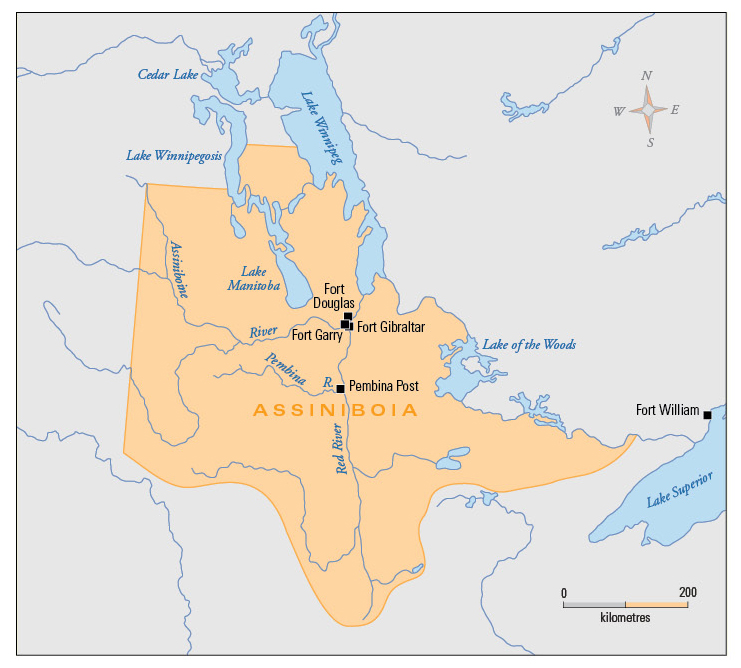 N
W
E
S
Cedar Lake
Lake Winnipeg
Lake Winnipegosis
Assiniboine
Lake
Manitoba
Fort
Douglas
River
Fort Garry
Fort Gibraltar
Lake of the Woods
Pembina
R.
Pembina Post
ASSINIBOIA
Fort William
Red River
Lake Superior
0
200
kilometres